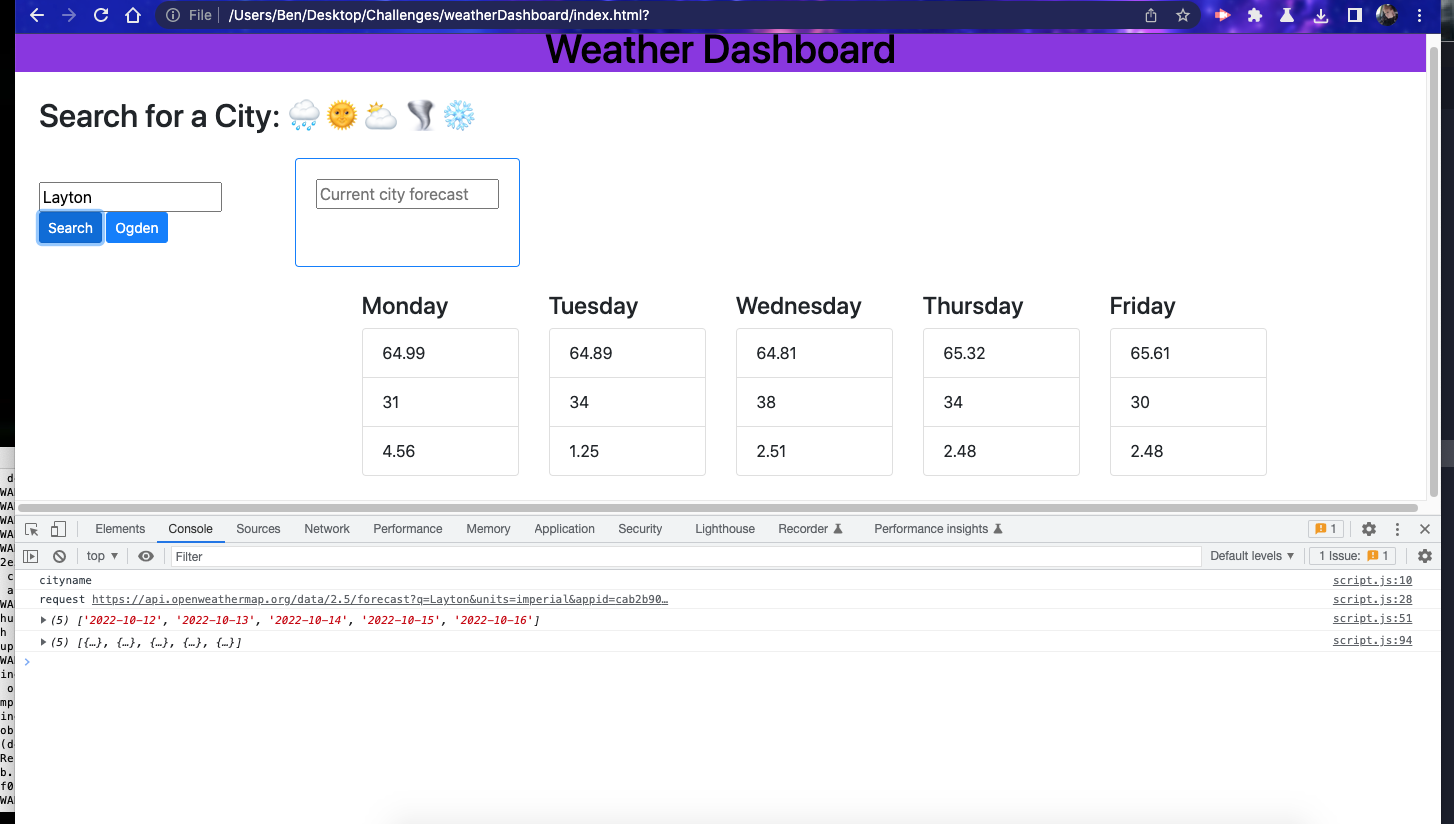 File /Users/Ben/Desktop/Challenges/weatherDashboard/index.html?
Weather Dashboard
Search for a City: 🌧️ 🌞 🌥️ 🌪️ ❄️
Layton
Current city forecast
Search Ogden
Monday Tuesday Wednesday Thursday Friday
64.99 64.89 64.81 65.32 65.61
31 34 38 34 30
4.56 1.25 2.51 2.48 2.48
Elements Console Sources Network Performance Memory Application Security Lighthouse Recorder Performance insights 1
top ▼ Filter Default levels ▼ 1 Issue: 1
cityname script.js:10
request https://api.openweathermap.org/data/2.5/forecast?q=Layton&units=imperial&appid=cab2b90… script.js:28
(5) ['2022-10-12', '2022-10-13', '2022-10-14', '2022-10-15', '2022-10-16'] script.js:51
(5) [{…}, {…}, {…}, {…}, {…}] script.js:94